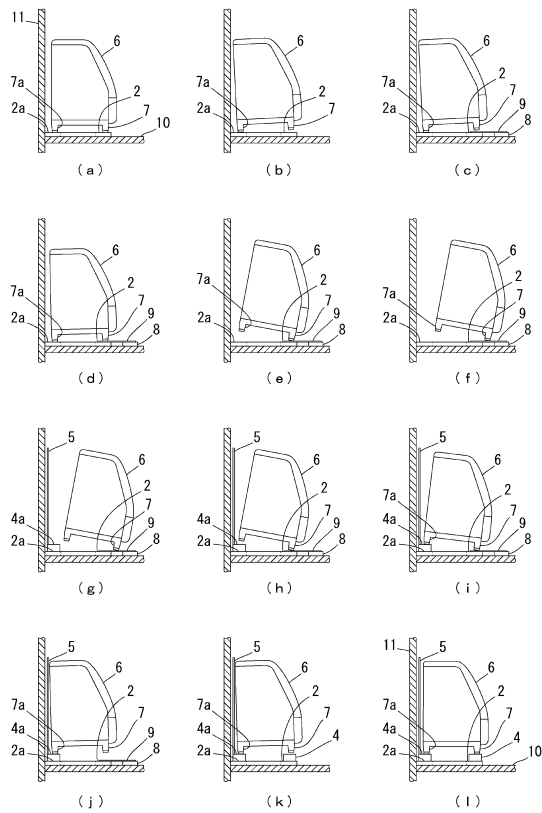 11 6 6 6
7a 2 7a 2 7a 2
2a 7 10 2a 7 2a 7 9 8
(a) (b) (c)
6 6 6
7a 2 7 9 8 7a 2 7 9 8 7a 2 7 9 8
2a 2a 2a
(d) (e) (f)
5 6 5 6 5 6
4a 2 7 9 8 4a 2 7 9 8 7a 4a 2 7 9 8
2a 2a 2a
(g) (h) (i)
5 6 5 6 11 5 6
7a 2 7 9 8 7a 2 7 4 7a 2 7 4 10
4a 4a 4a
2a 2a 2a
(j) (k) (l)